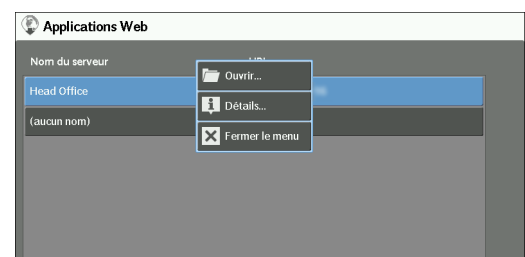 Applications Web
Nom du serveur
Ouvrir...
Head Office
Détails...
(aucun nom)
Fermer le menu